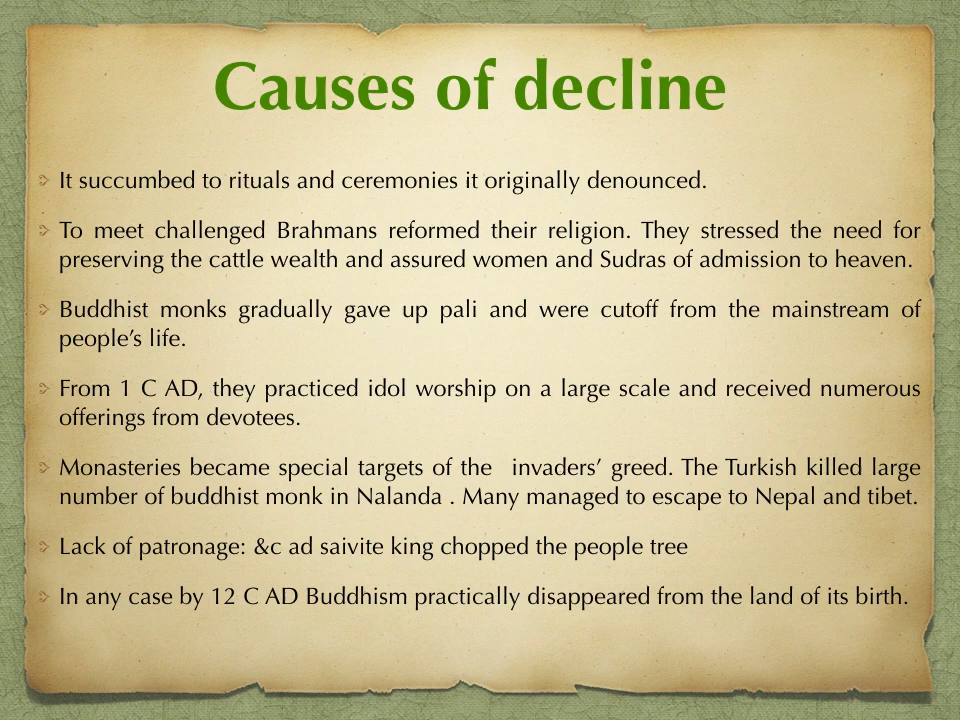 Causes of decline
It succumbed to rituals and ceremonies it originally denounced.
To meet challenged Brahmans reformed their religion. They stressed the need for
preserving the cattle wealth and assured women and Sudras of admission to heaven.
Buddhist monks gradually gave up pali and were cutoff from the mainstream of
people’s life.
From 1 C AD, they practiced idol worship on a large scale and received numerous
offerings from devotees.
Monasteries became special targets of the invaders’ greed. The Turkish killed large
number of buddhist monk in Nalanda . Many managed to escape to Nepal and tibet.
Lack of patronage: &c ad saivite king chopped the people tree
In any case by 12 C AD Buddhism practically disappeared from the land of its birth.